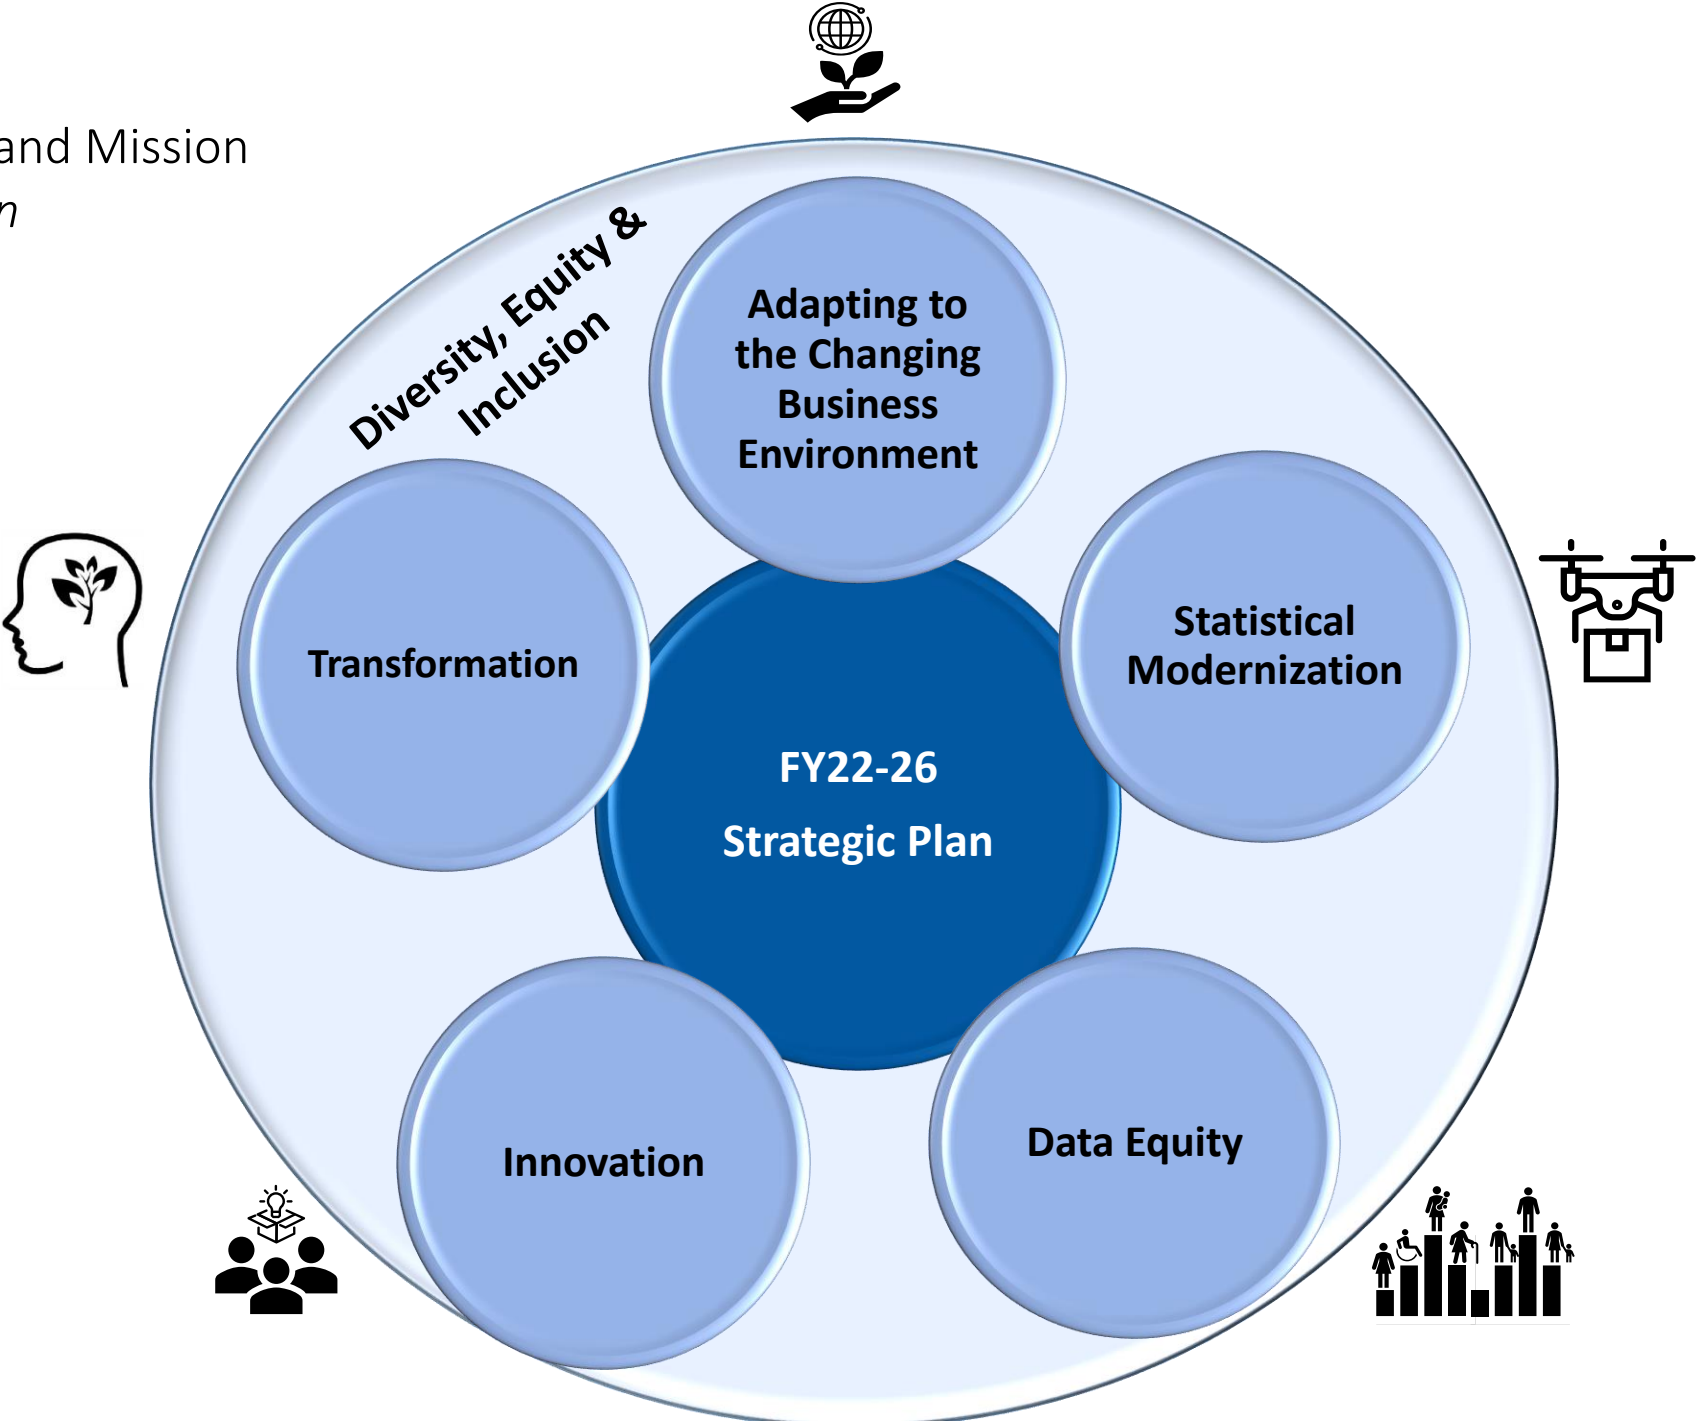 and Mission
n
Diversity, Equity &
Inclusion
Adapting to
the Changing
Business
Environment
Transformation
Statistical
Modernization
FY22-26
Strategic Plan
Innovation
Data Equity